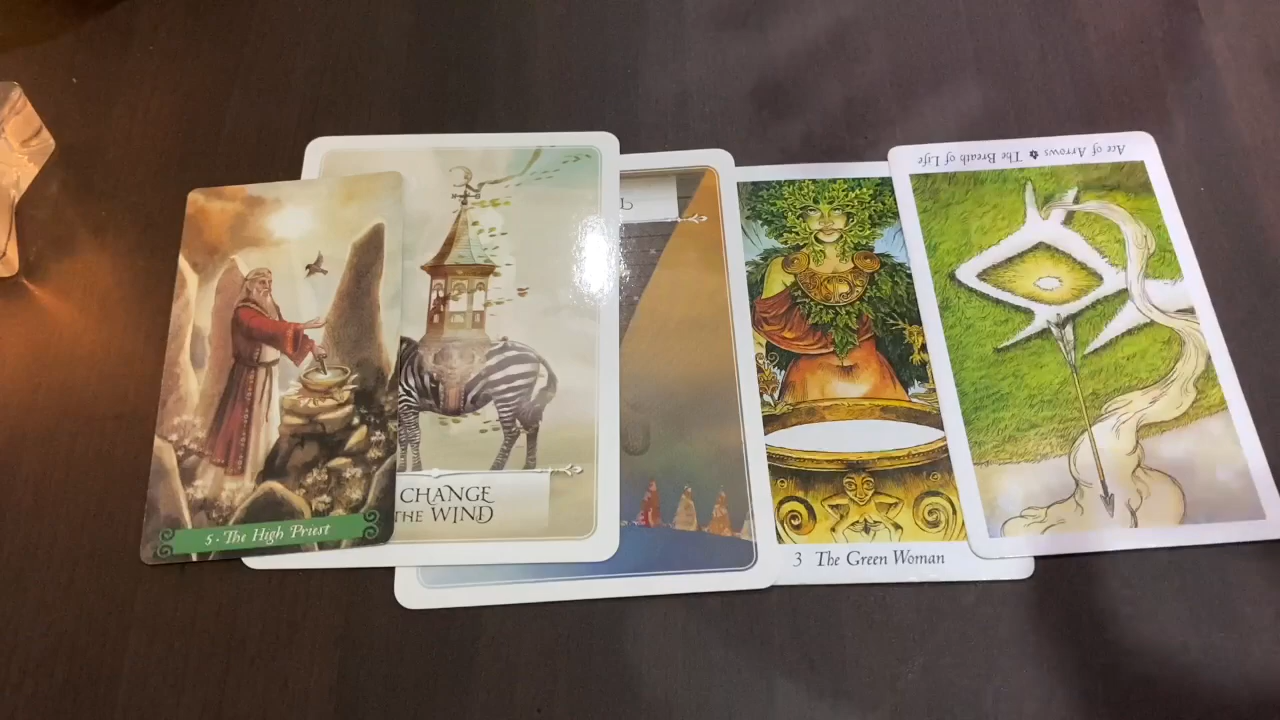 5 · The High Priest
CHANGE
THE WIND
3 The Green Woman
Ace of Arrows The Breath of Life